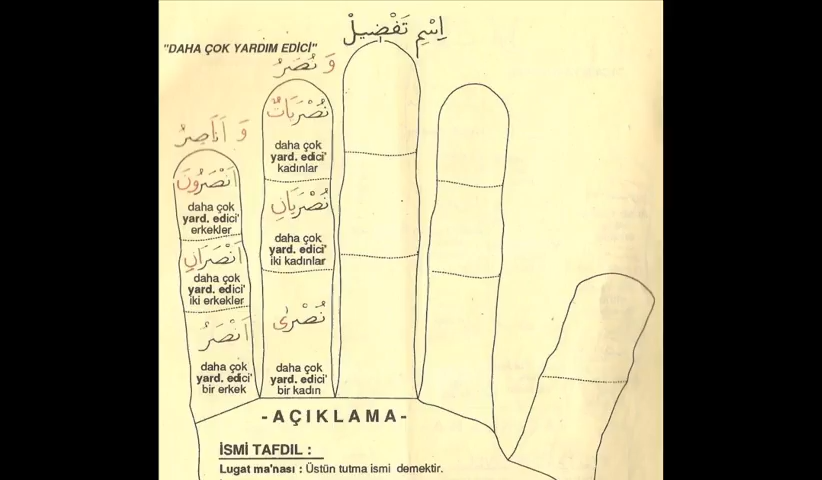 اِسْمِ تَفْضِيلْ
"DAHA ÇOK YARDIM EDİCİ"
وَ نُصَرُ
وَ اَنَاصِرُ
نُصْرَيَاتٌ
daha çok
yard. edici'
kadınlar
نُصْرَيَانِ
daha çok
yard. edici'
iki kadınlar
نُصْرٰى
daha çok
yard. edici'
bir kadın
اَنْصَرُونَ
daha çok
yard. edici'
erkekler
اَنْصَرَانِ
daha çok
yard. edici'
iki erkekler
اَنْصَرُ
daha çok
yard. edici'
bir erkek
-AÇIKLAMA-
İSMİ TAFDIL :
Lugat ma'nası : Üstün tutma ismi demektir.